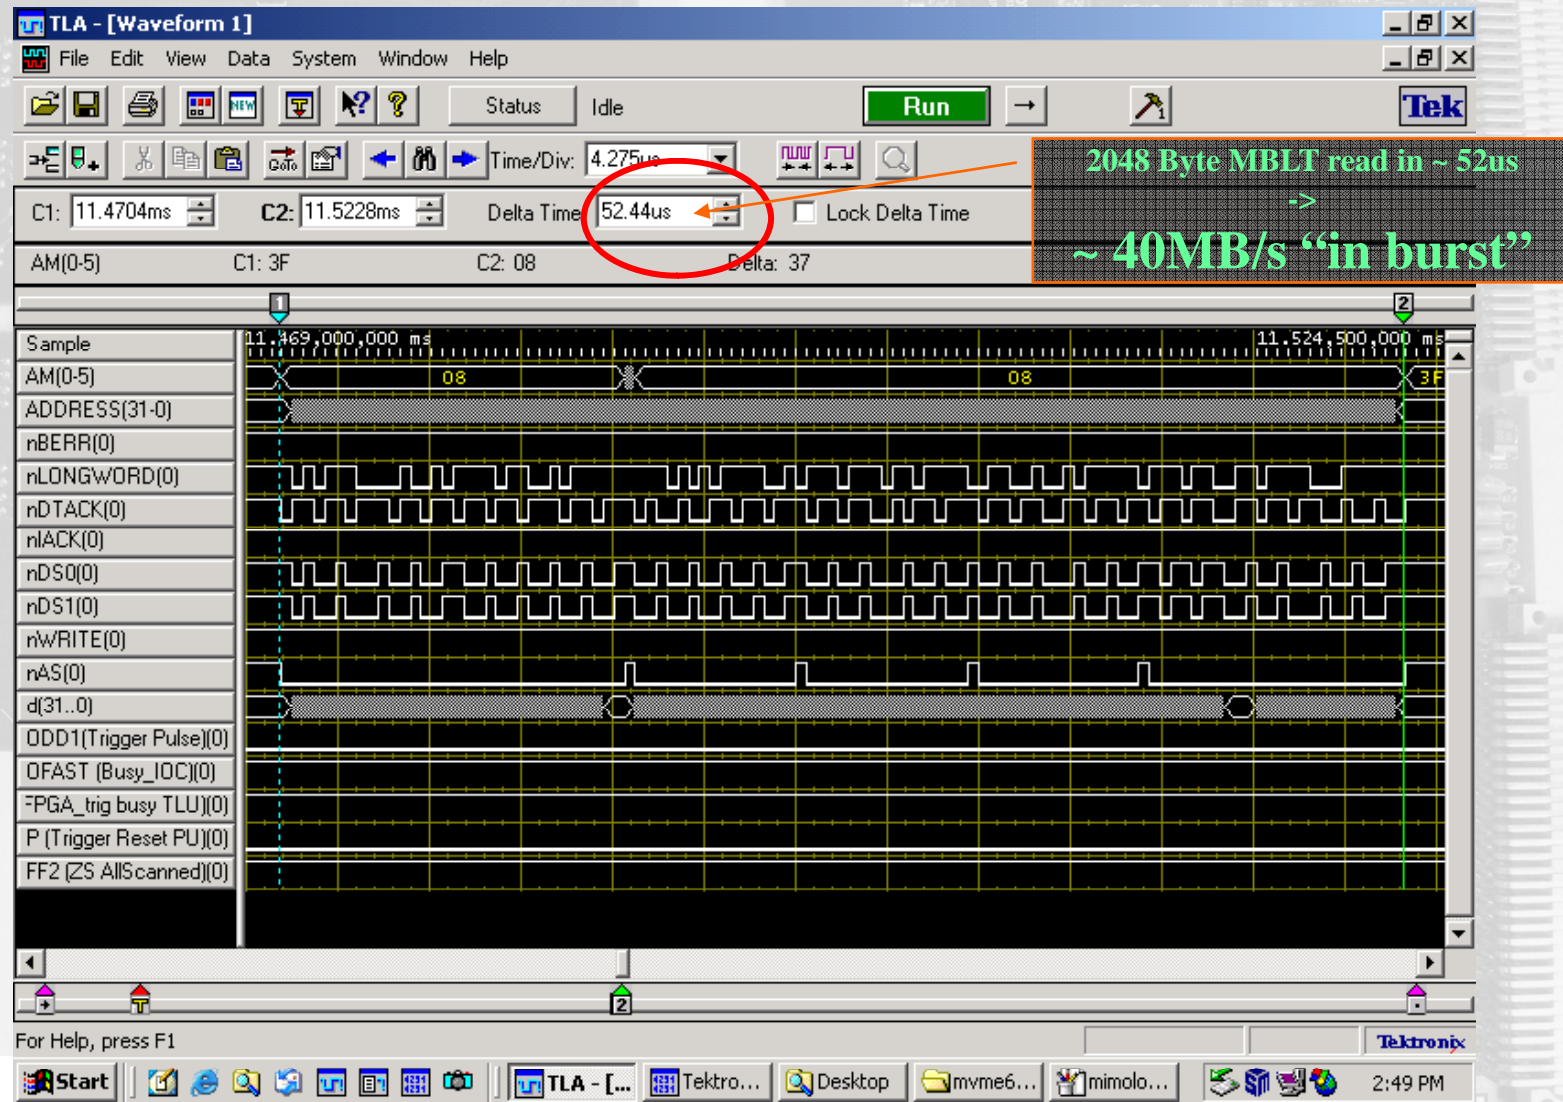 TLA - [Waveform 1]
File Edit View Data System Window Help
NEW
Status Idle Run Tek
Goto Time/Div: 4.275us
C1: 11.4704ms C2: 11.5228ms Delta Time 52.44us Lock Delta Time
2048 Byte MBLT read in ~ 52us
->
~ 40MB/s “in burst”
AM(0-5) C1: 3F C2: 08 Delta: 37
1 2
Sample 11.469,000,000 ms 11.524,500,000 ms
AM(0-5) 08 08 3F
ADDRESS(31-0)
nBERR(0)
nLONGWORD(0)
nDTACK(0)
nIACK(0)
nDS0(0)
nDS1(0)
nWRITE(0)
nAS(0)
d(31..0)
ODD1(Trigger Pulse)(0)
OFAST (Busy_IOC)(0)
FPGA_trig busy TLU)(0)
P (Trigger Reset PU)(0)
FF2 (ZS AllScanned)(0)
T 2
For Help, press F1 Tektronix
Start TLA - [... Tektro... Desktop mvme6... mimolo... 2:49 PM